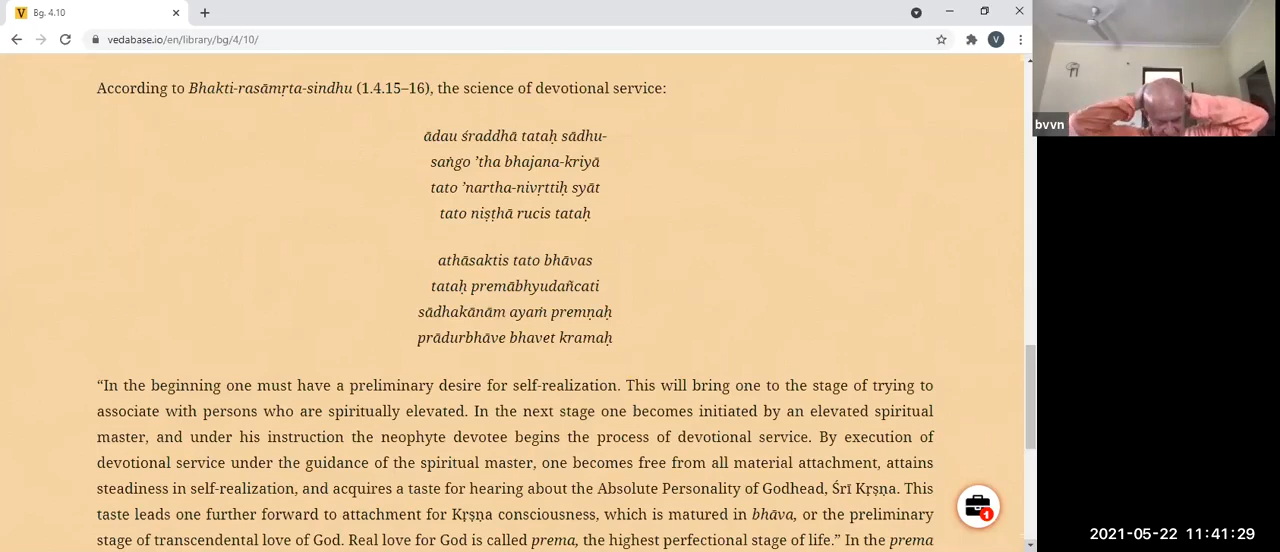 V Bg. 4.10
vedabase.io/en/library/bg/4/10/
V
According to Bhakti-rasāmṛta-sindhu (1.4.15–16), the science of devotional service:
ādau śraddhā tataḥ sādhu-
saṅgo ’tha bhajana-kriyā
tato ’nartha-nivṛttiḥ syāt
tato niṣṭhā rucis tataḥ
athāsaktis tato bhāvas
tataḥ premābhyudañcati
sādhakānām ayaṁ premṇaḥ
prādurbhāve bhavet kramaḥ
“In the beginning one must have a preliminary desire for self-realization. This will bring one to the stage of trying to
associate with persons who are spiritually elevated. In the next stage one becomes initiated by an elevated spiritual
master, and under his instruction the neophyte devotee begins the process of devotional service. By execution of
devotional service under the guidance of the spiritual master, one becomes free from all material attachment, attains
steadiness in self-realization, and acquires a taste for hearing about the Absolute Personality of Godhead, Śrī Kṛṣṇa. This
taste leads one further forward to attachment for Kṛṣṇa consciousness, which is matured in bhāva, or the preliminary
stage of transcendental love of God. Real love for God is called prema, the highest perfectional stage of life.” In the prema
1
bvvn
2021-05-22 11:41:29